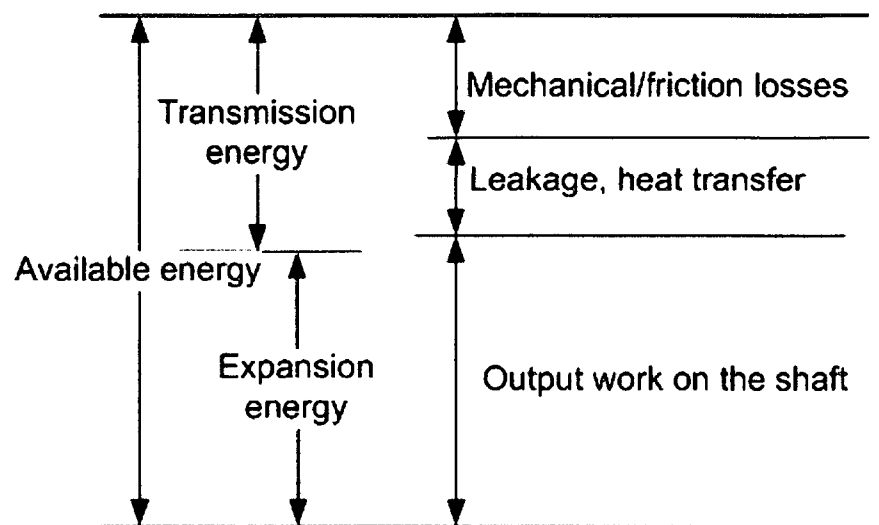 Mechanical/friction losses
Transmission
energy
Leakage, heat transfer
Available energy
Expansion
energy
Output work on the shaft